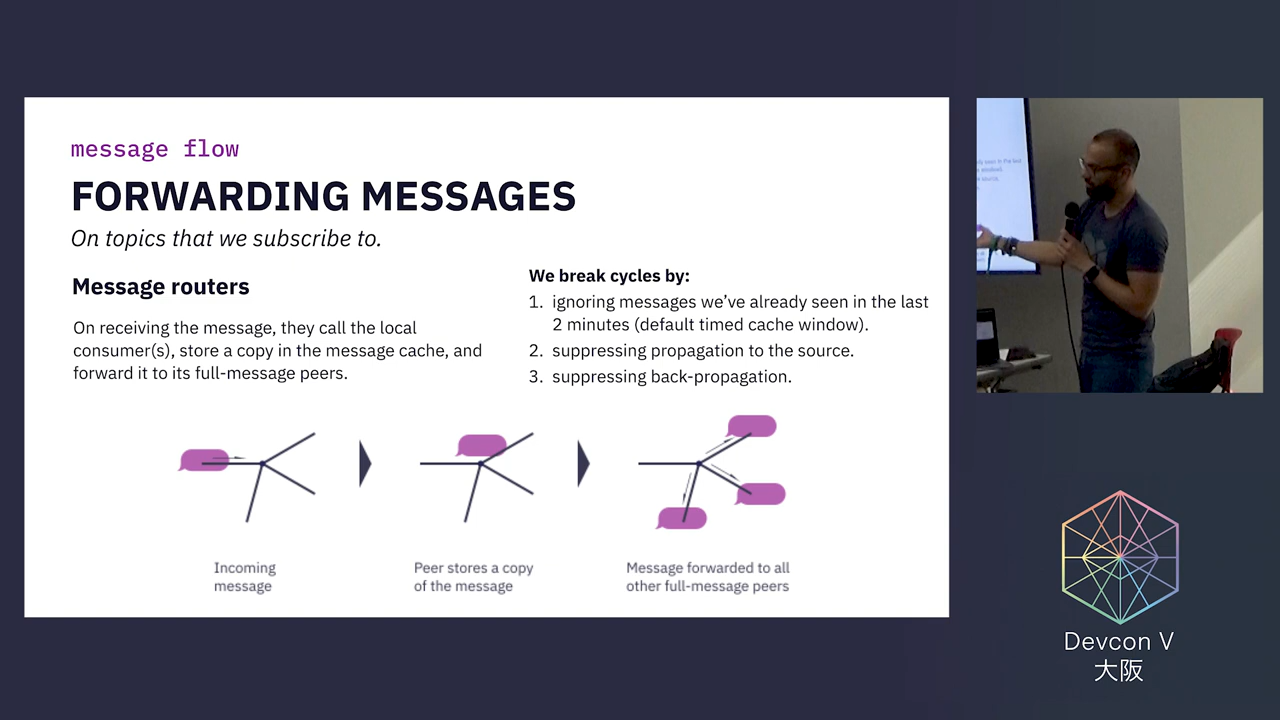 message flow
FORWARDING MESSAGES
On topics that we subscribe to.
Message routers
On receiving the message, they call the local
consumer(s), store a copy in the message cache, and
forward it to its full-message peers.
We break cycles by:
1. ignoring messages we’ve already seen in the last
2 minutes (default timed cache window).
2. suppressing propagation to the source.
3. suppressing back-propagation.
Incoming
message
Peer stores a copy
of the message
Message forwarded to all
other full-message peers
Devcon V
大阪